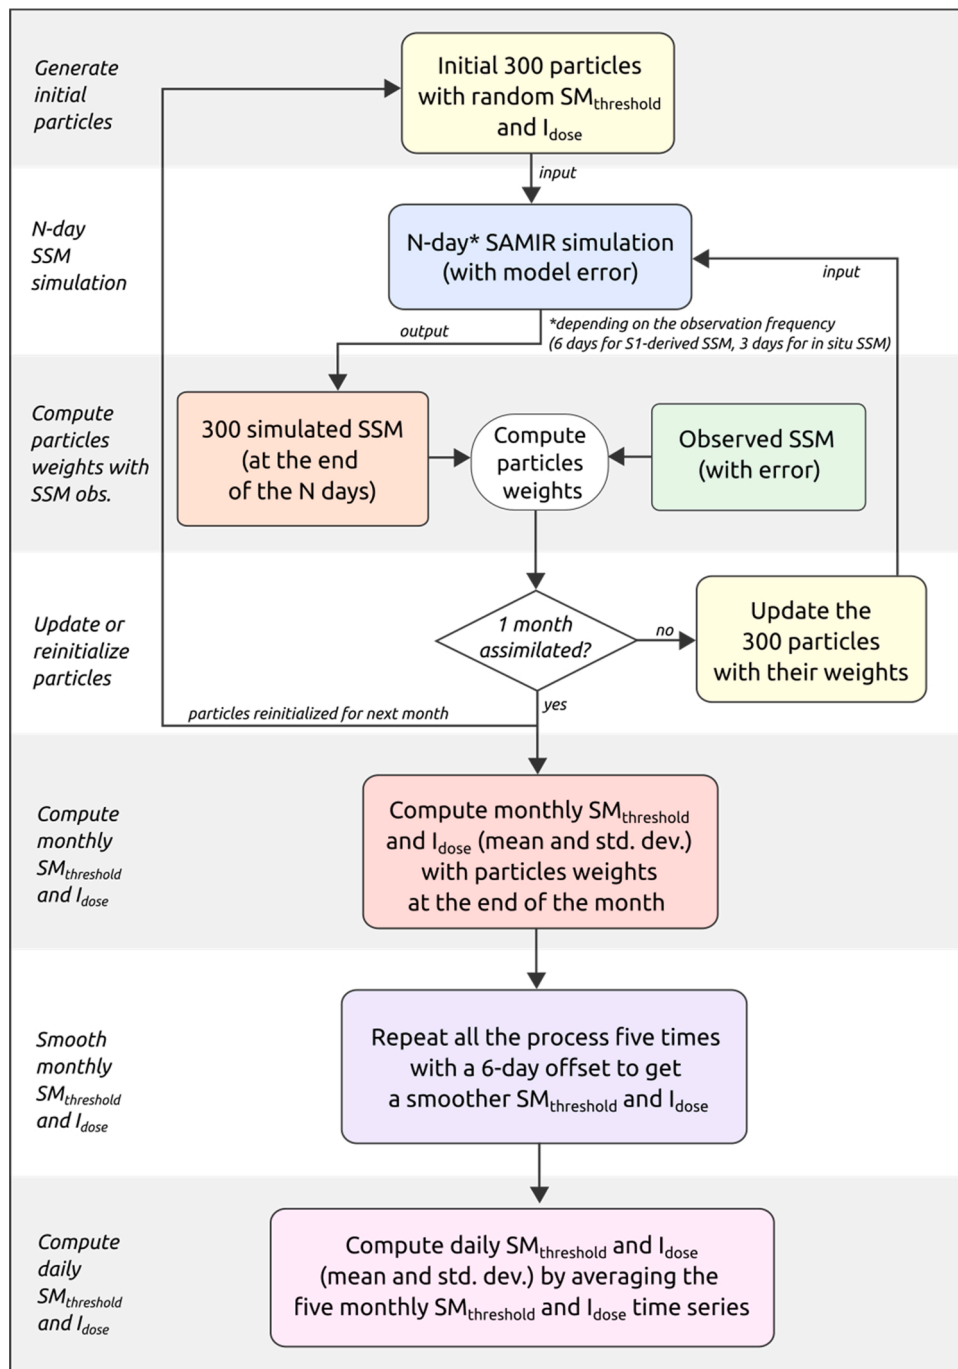 Generate
initial
particles
Initial 300 particles
with random SMthreshold
and Idose
input
N-day
SSM
simulation
N-day* SAMIR simulation
(with model error)
input
output
*depending on the observation frequency
(6 days for S1-derived SSM, 3 days for in situ SSM)
Compute
particles
weights with
SSM obs.
300 simulated SSM
(at the end
of the N days)
Compute
particles
weights
Observed SSM
(with error)
Update or
reinitialize
particles
1 month
assimilated?
no
Update the
300 particles
with their weights
yes
particles reinitialized for next month
Compute
monthly
SMthreshold
and Idose
Compute monthly SMthreshold
and Idose (mean and std. dev.)
with particles weights
at the end of the month
Smooth
monthly
SMthreshold
and Idose
Repeat all the process five times
with a 6-day offset to get
a smoother SMthreshold and Idose
Compute
daily
SMthreshold
and Idose
Compute daily SMthreshold and Idose
(mean and std. dev.) by averaging the
five monthly SMthreshold and Idose time series